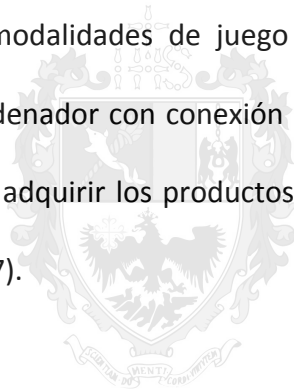 modalidades de juego
denador con conexión
adquirir los productos
7).